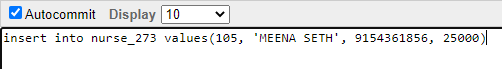 Autocommit Display 10
insert into nurse_273 values(105, 'MEENA SETH', 9154361856, 25000)